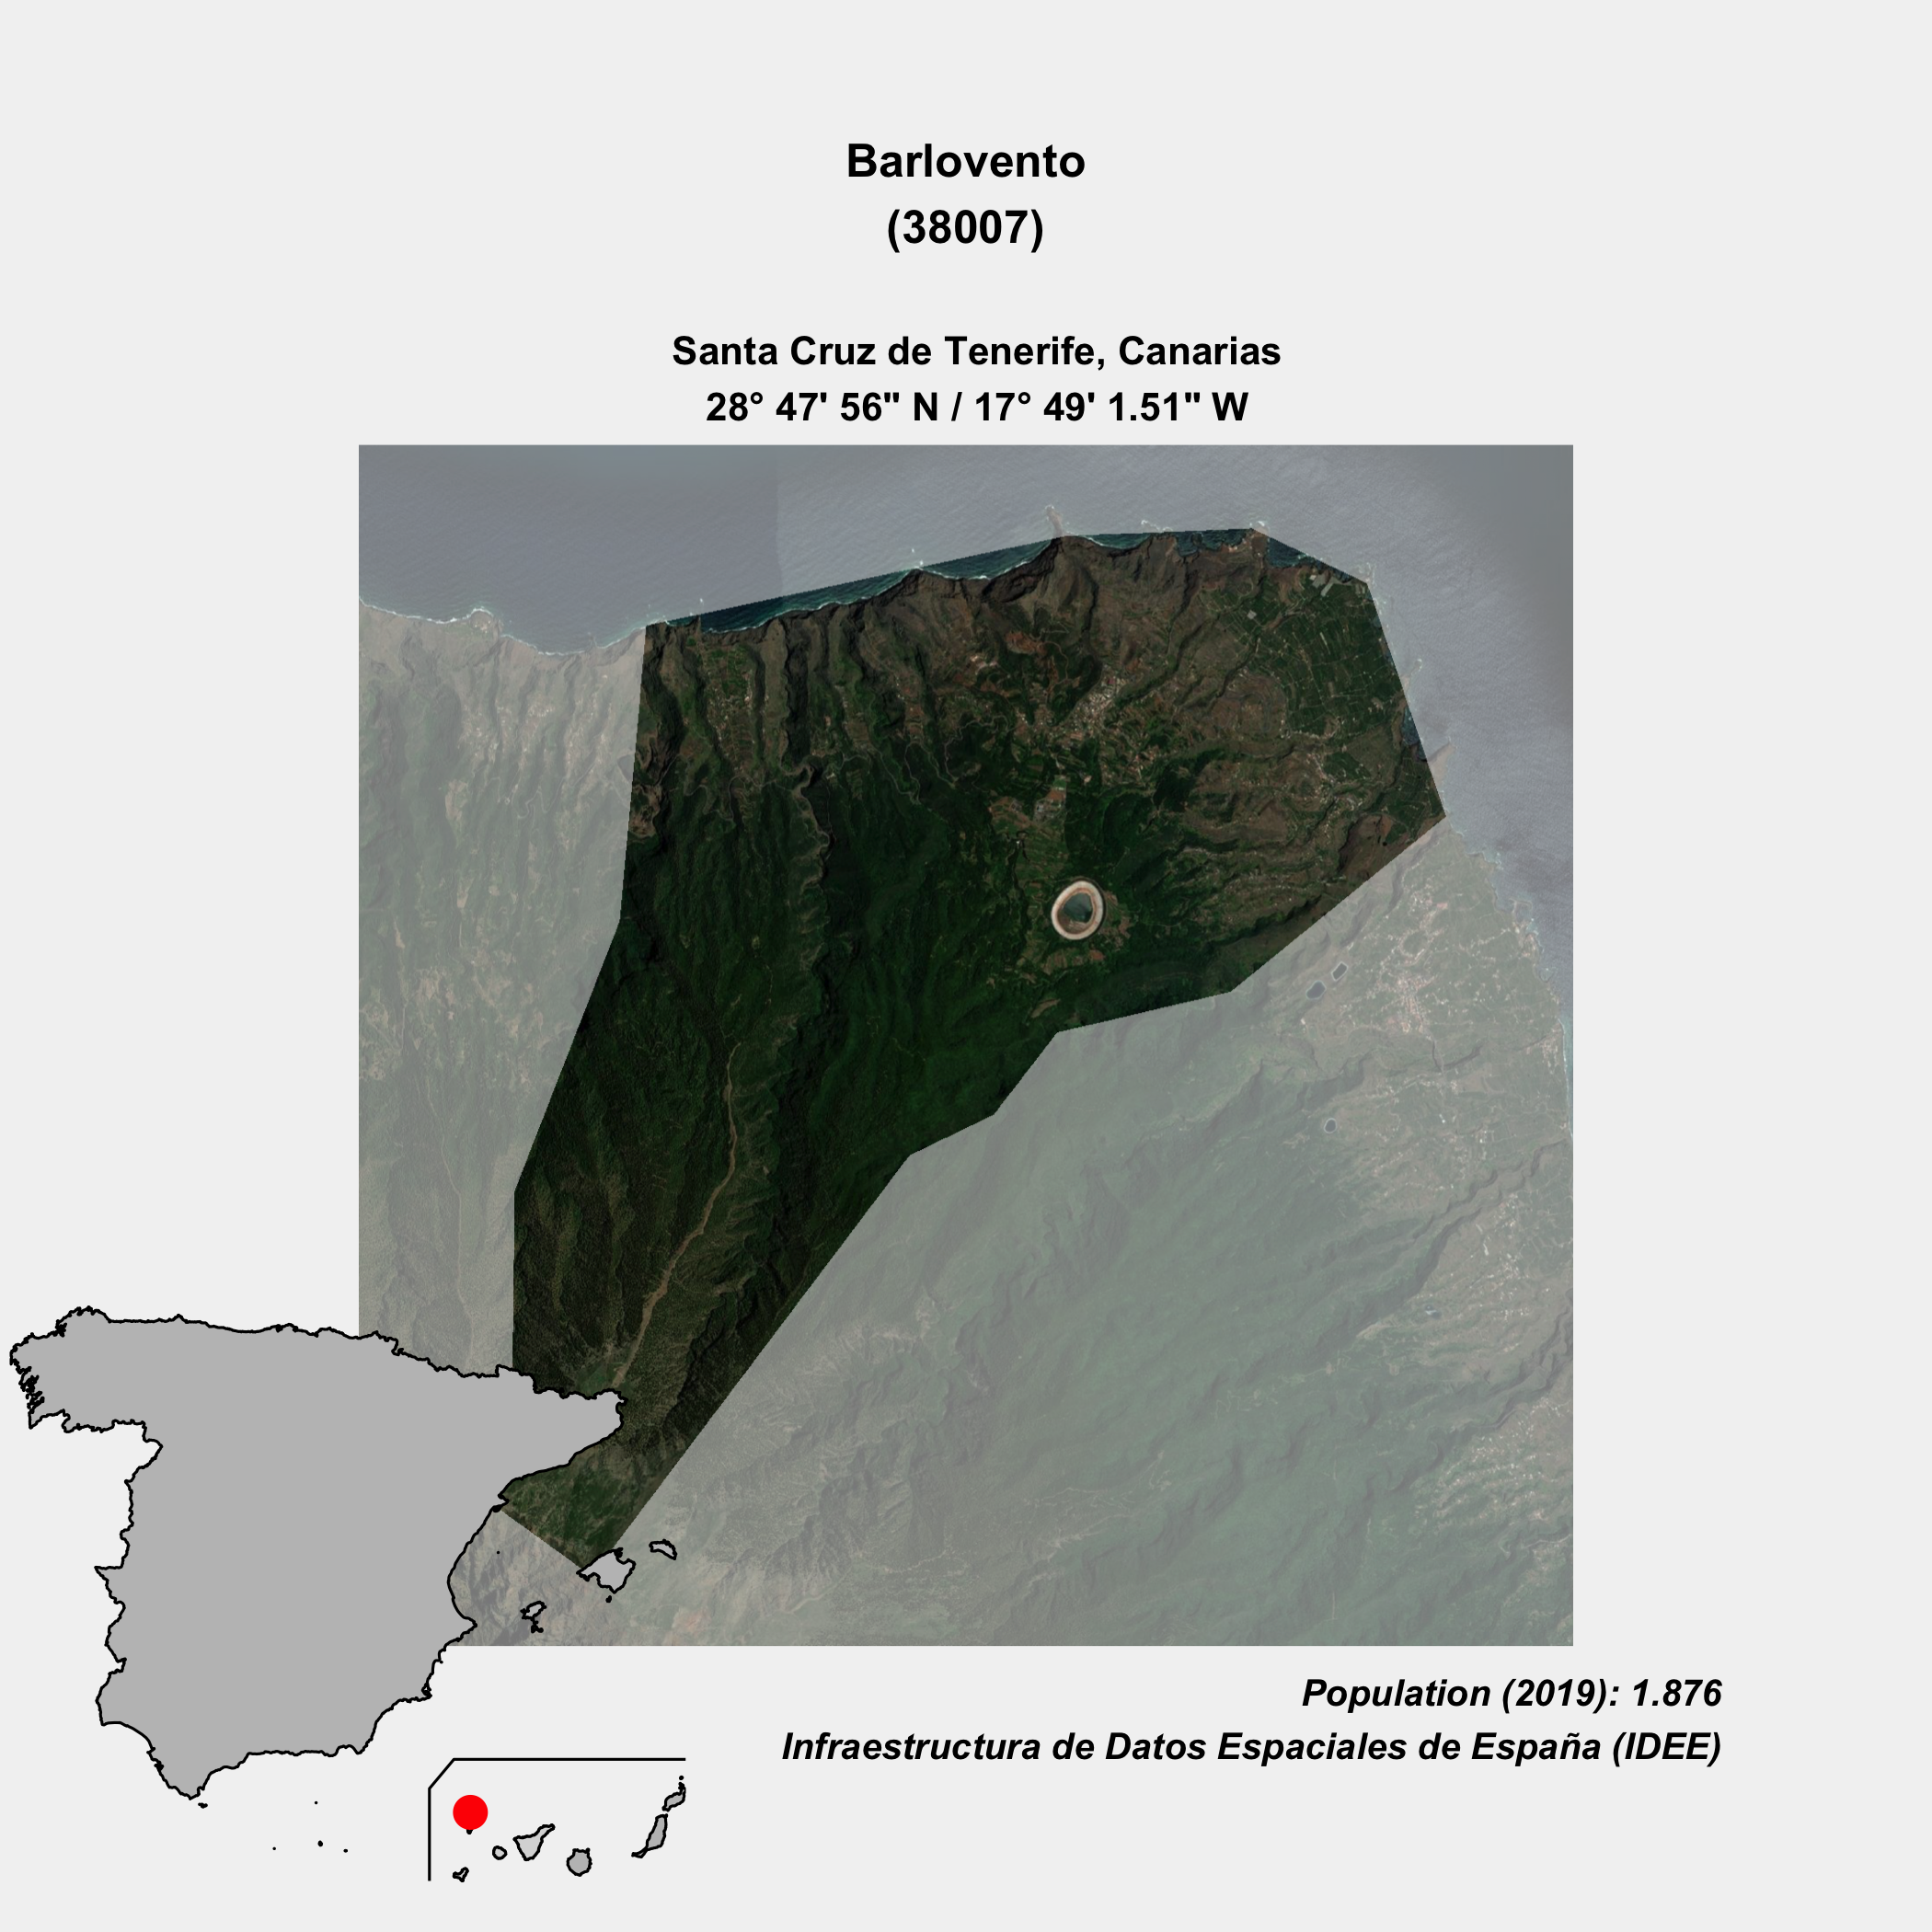 Barlovento
(38007)
Santa Cruz de Tenerife, Canarias
28° 47' 56" N / 17° 49' 1.51" W
Population (2019): 1.876
Infraestructura de Datos Espaciales de España (IDEE)